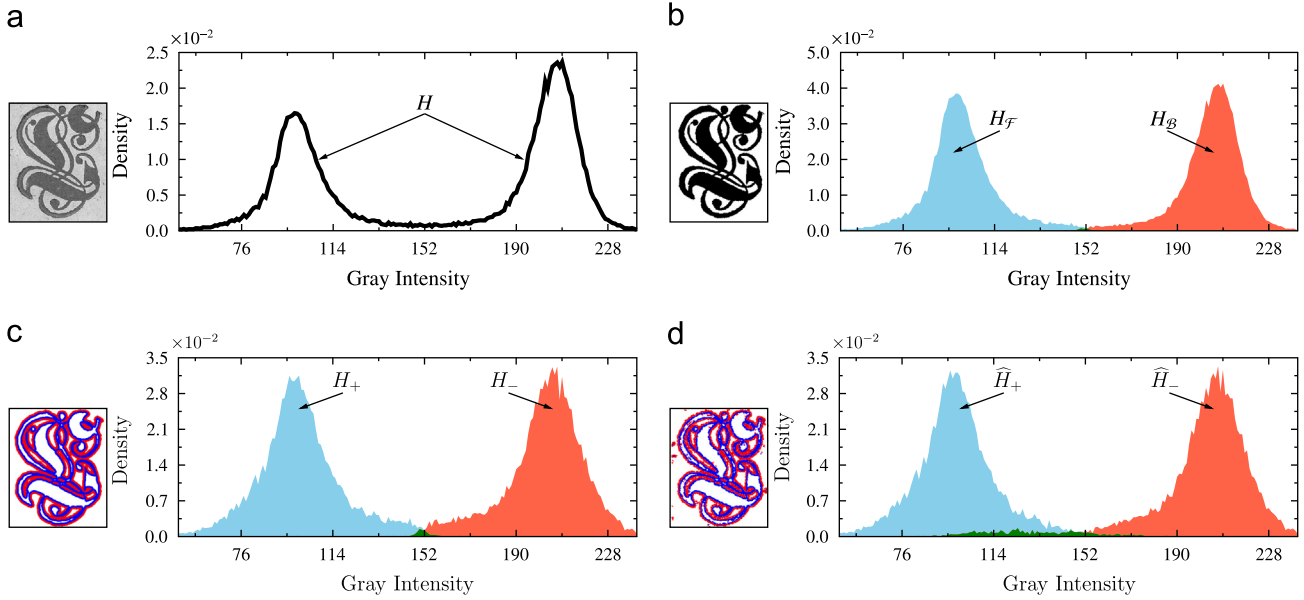 a
×10⁻²
2.5
2.0
1.5
1.0
0.5
0.0
Density
H
76 114 152 190 228
Gray Intensity
b
×10⁻²
5.0
4.0
3.0
2.0
1.0
0.0
Density
H_ℱ
H_ℬ
76 114 152 190 228
Gray Intensity
c
×10⁻²
3.5
2.8
2.1
1.4
0.7
0.0
Density
H₊
H₋
76 114 152 190 228
Gray Intensity
d
×10⁻²
3.5
2.8
2.1
1.4
0.7
0.0
Density
Ĥ₊
Ĥ₋
76 114 152 190 228
Gray Intensity